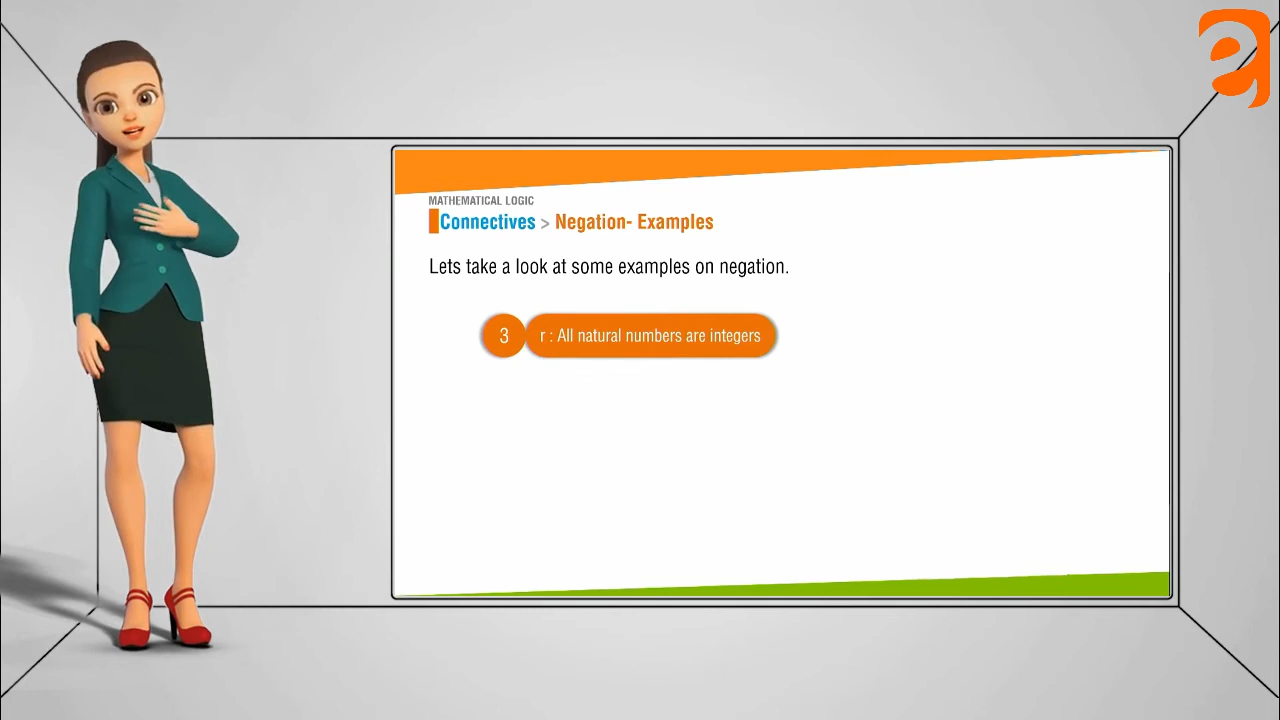 MATHEMATICAL LOGIC
Connectives > Negation- Examples
Lets take a look at some examples on negation.
3 r : All natural numbers are integers